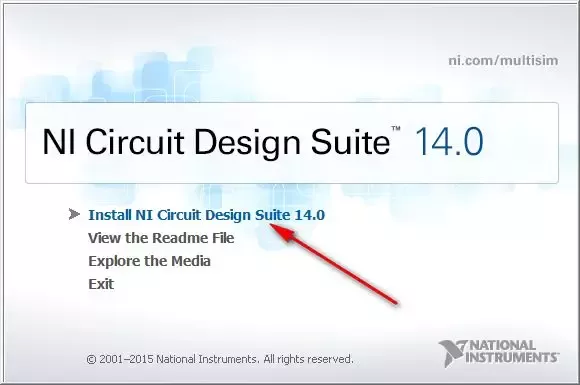 ni.com/multisim
NI Circuit Design Suite™ 14.0
Install NI Circuit Design Suite 14.0
View the Readme File
Explore the Media
Exit
NATIONAL
INSTRUMENTS
© 2001–2015 National Instruments. All rights reserved.